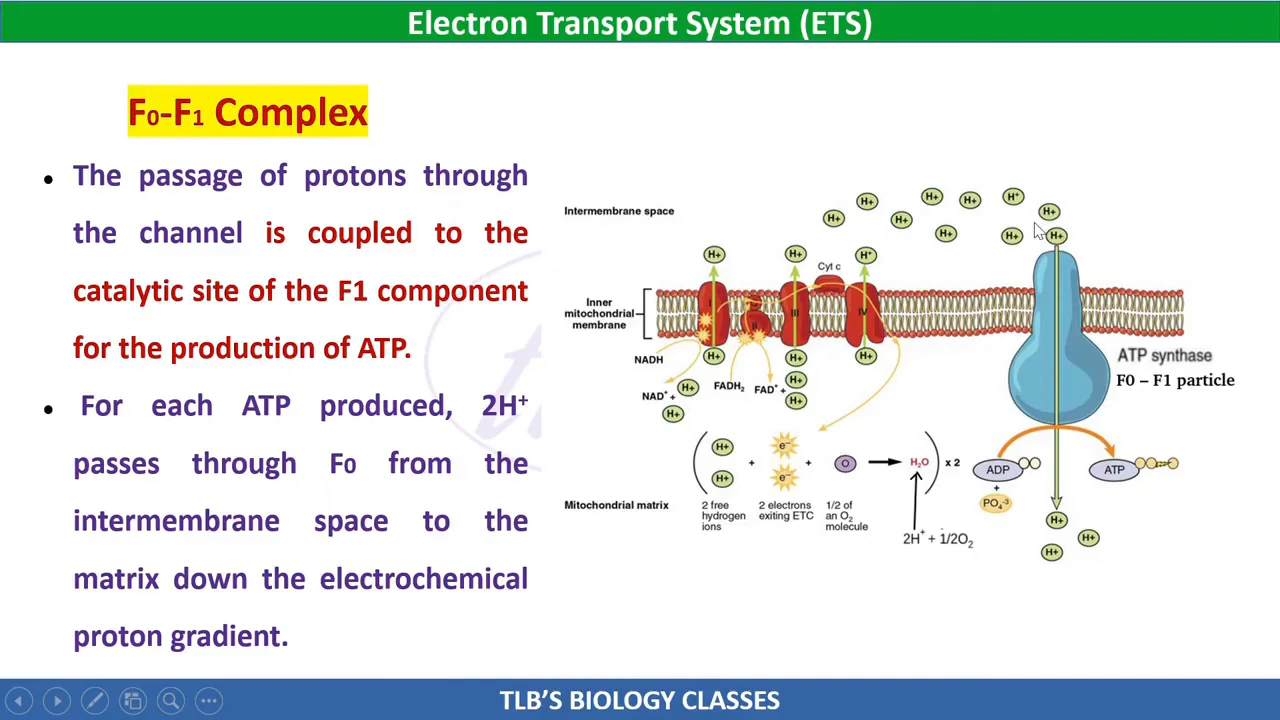 Electron Transport System (ETS)
F₀-F₁ Complex
• The passage of protons through
the channel is coupled to the
catalytic site of the F1 component
for the production of ATP.
• For each ATP produced, 2H⁺
passes through F₀ from the
intermembrane space to the
matrix down the electrochemical
proton gradient.
Intermembrane space
H+ H+ H+ H+ H+ H+ H+ H+ H+ H+
H+ H+ H+
Cyt c
Inner
mitochondrial
membrane
I II III IV
ATP synthase
F0 – F1 particle
H+ H+ H+
NADH
NAD⁺ +
H+
H+
FADH₂
FAD⁺ +
H+
H+
H+
H+
+
e⁻
e⁻
+
O
H₂O
x 2
ADP
+
PO₄⁻³
ATP
Mitochondrial matrix
2 free
hydrogen
ions
2 electrons
exiting ETC
1/2 of
an O₂
molecule
2H⁺ + 1/2O₂
H+
H+
H+
TLB'S BIOLOGY CLASSES